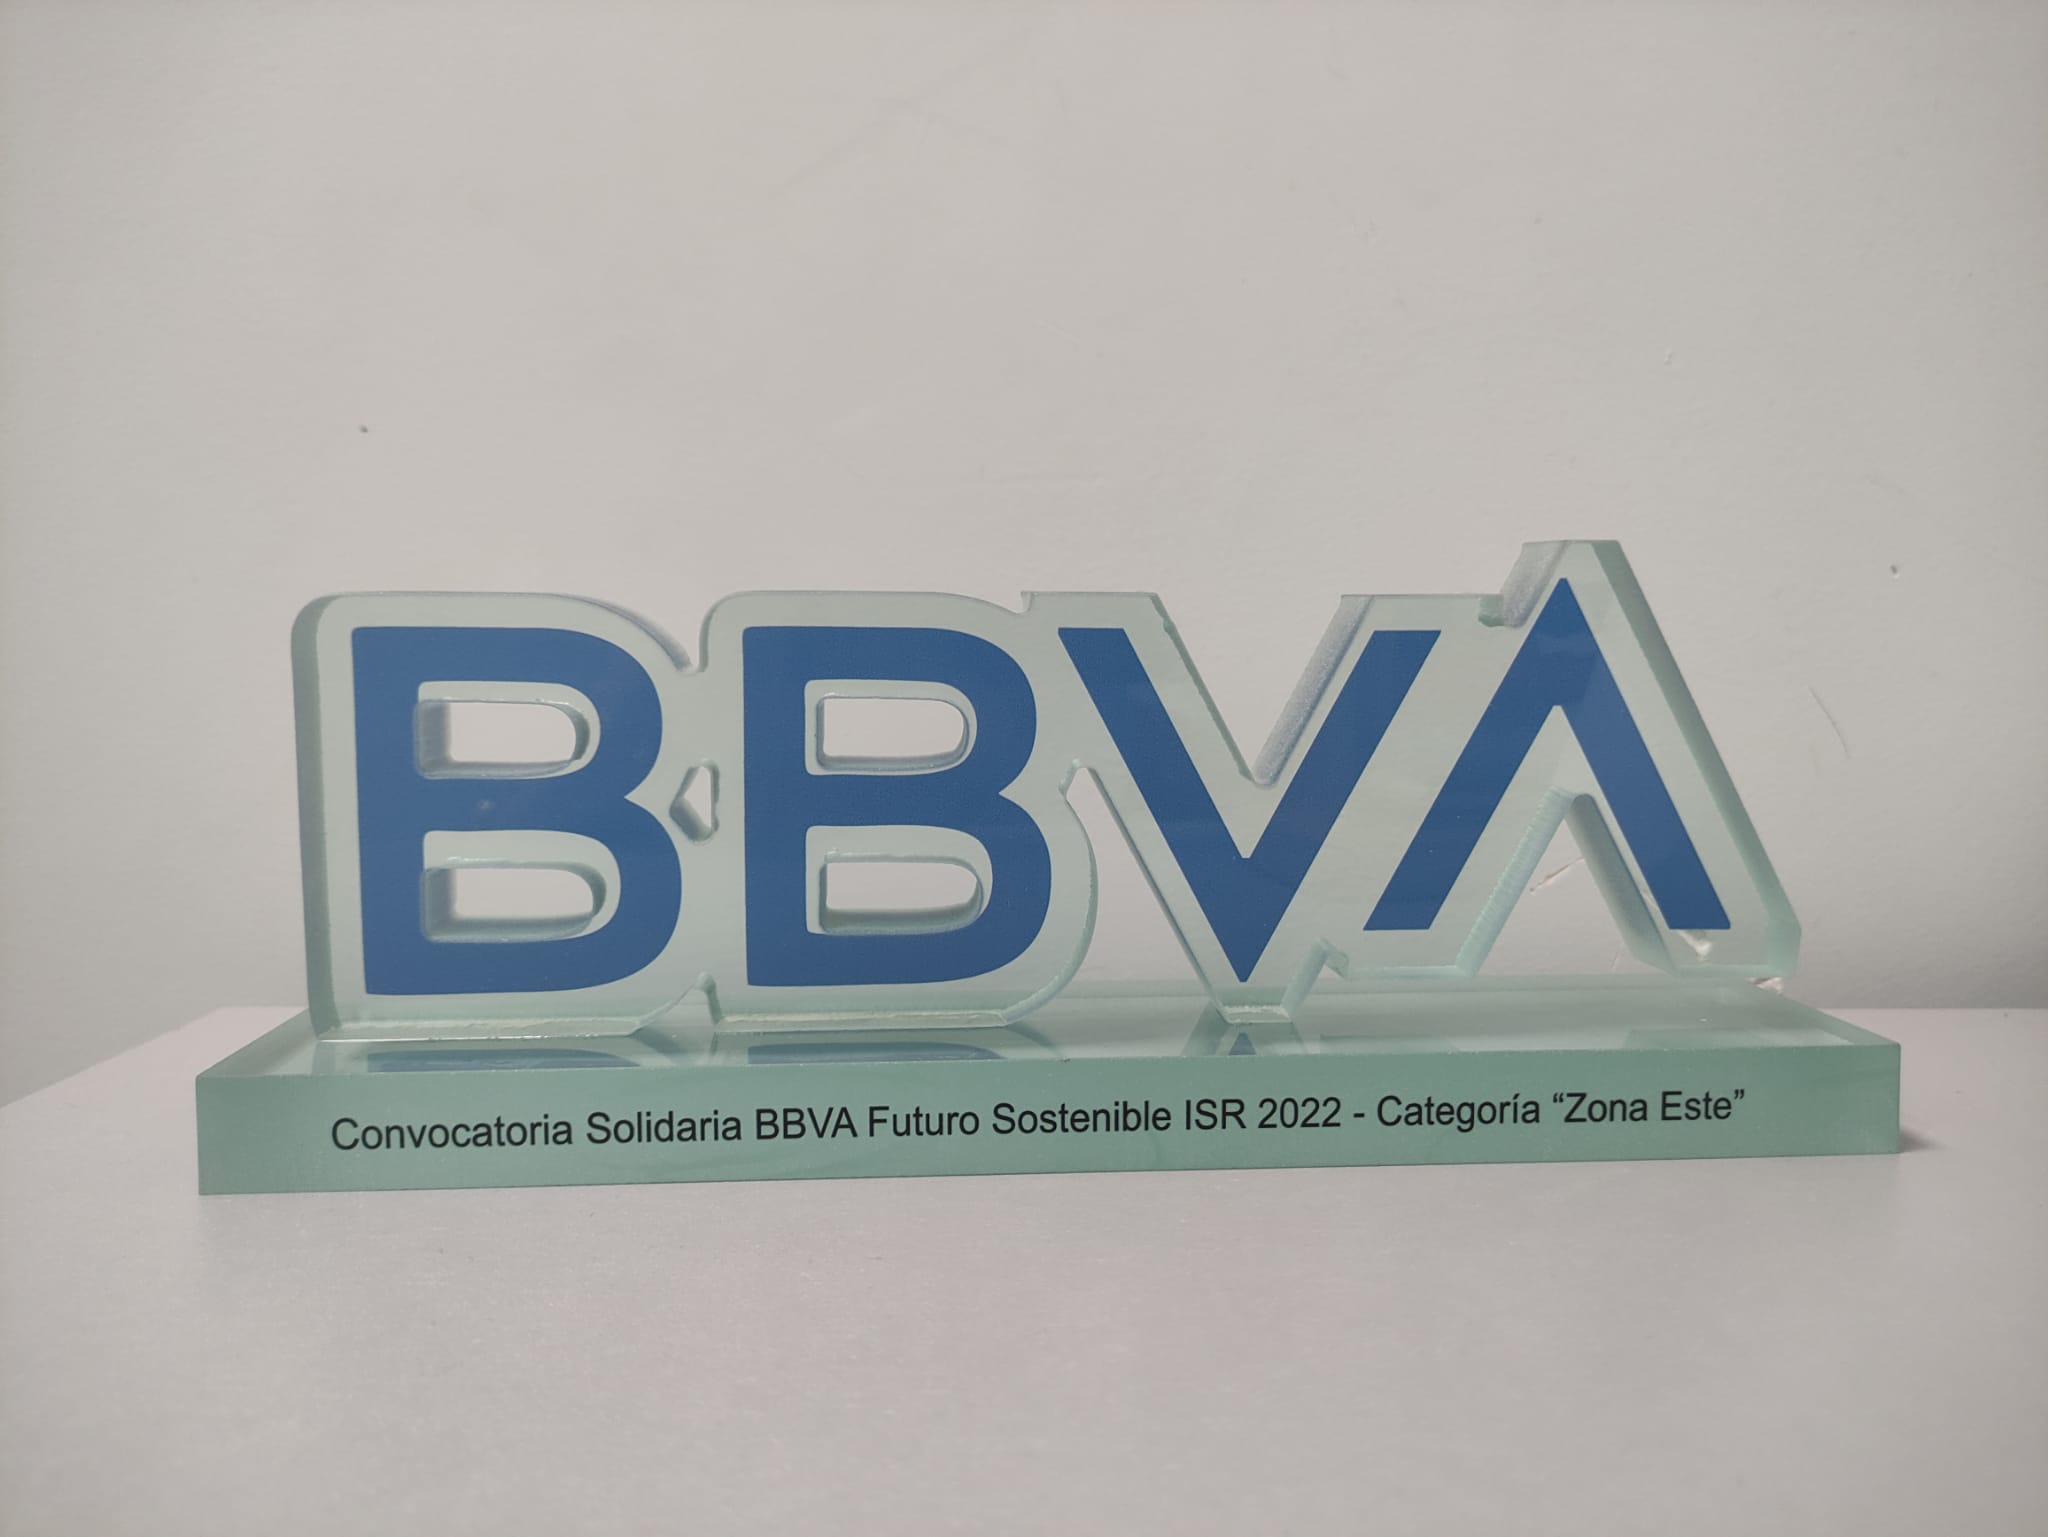 BBVA
Convocatoria Solidaria BBVA Futuro Sostenible ISR 2022 - Categoría “Zona Este”